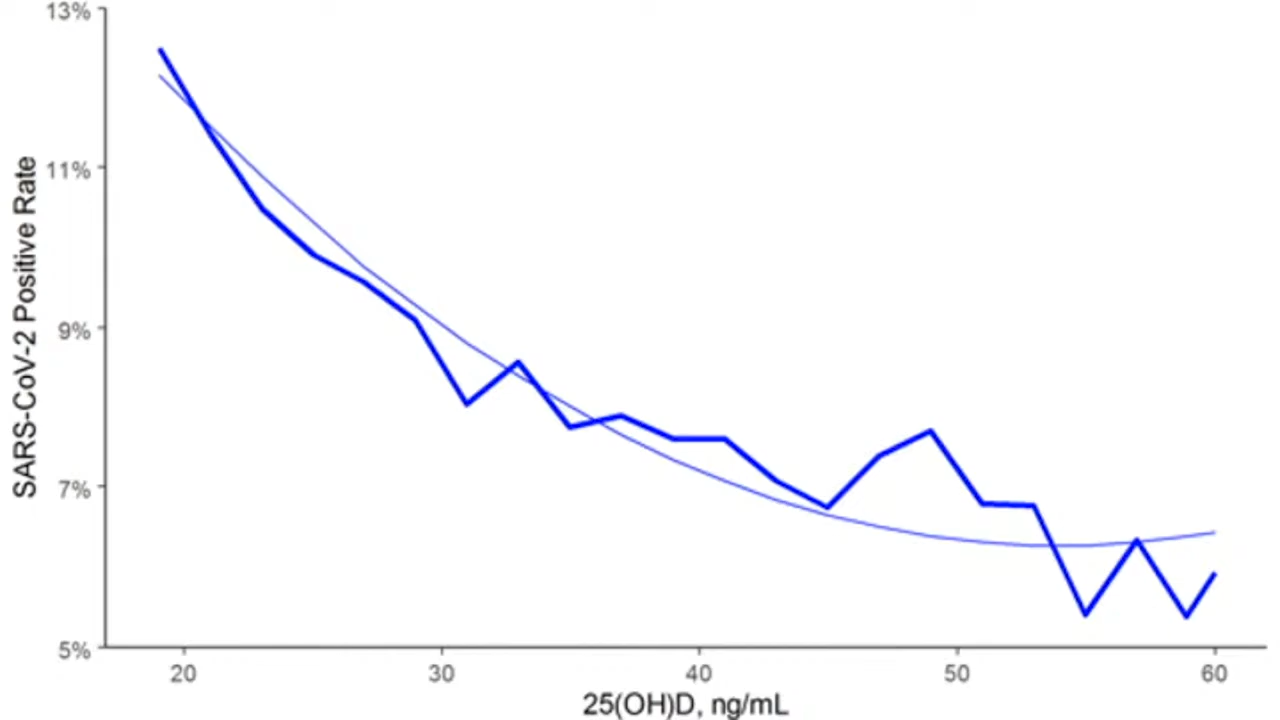 13%
11%
9%
7%
5%
SARS-CoV-2 Positive Rate
20 30 40 50 60
25(OH)D, ng/mL